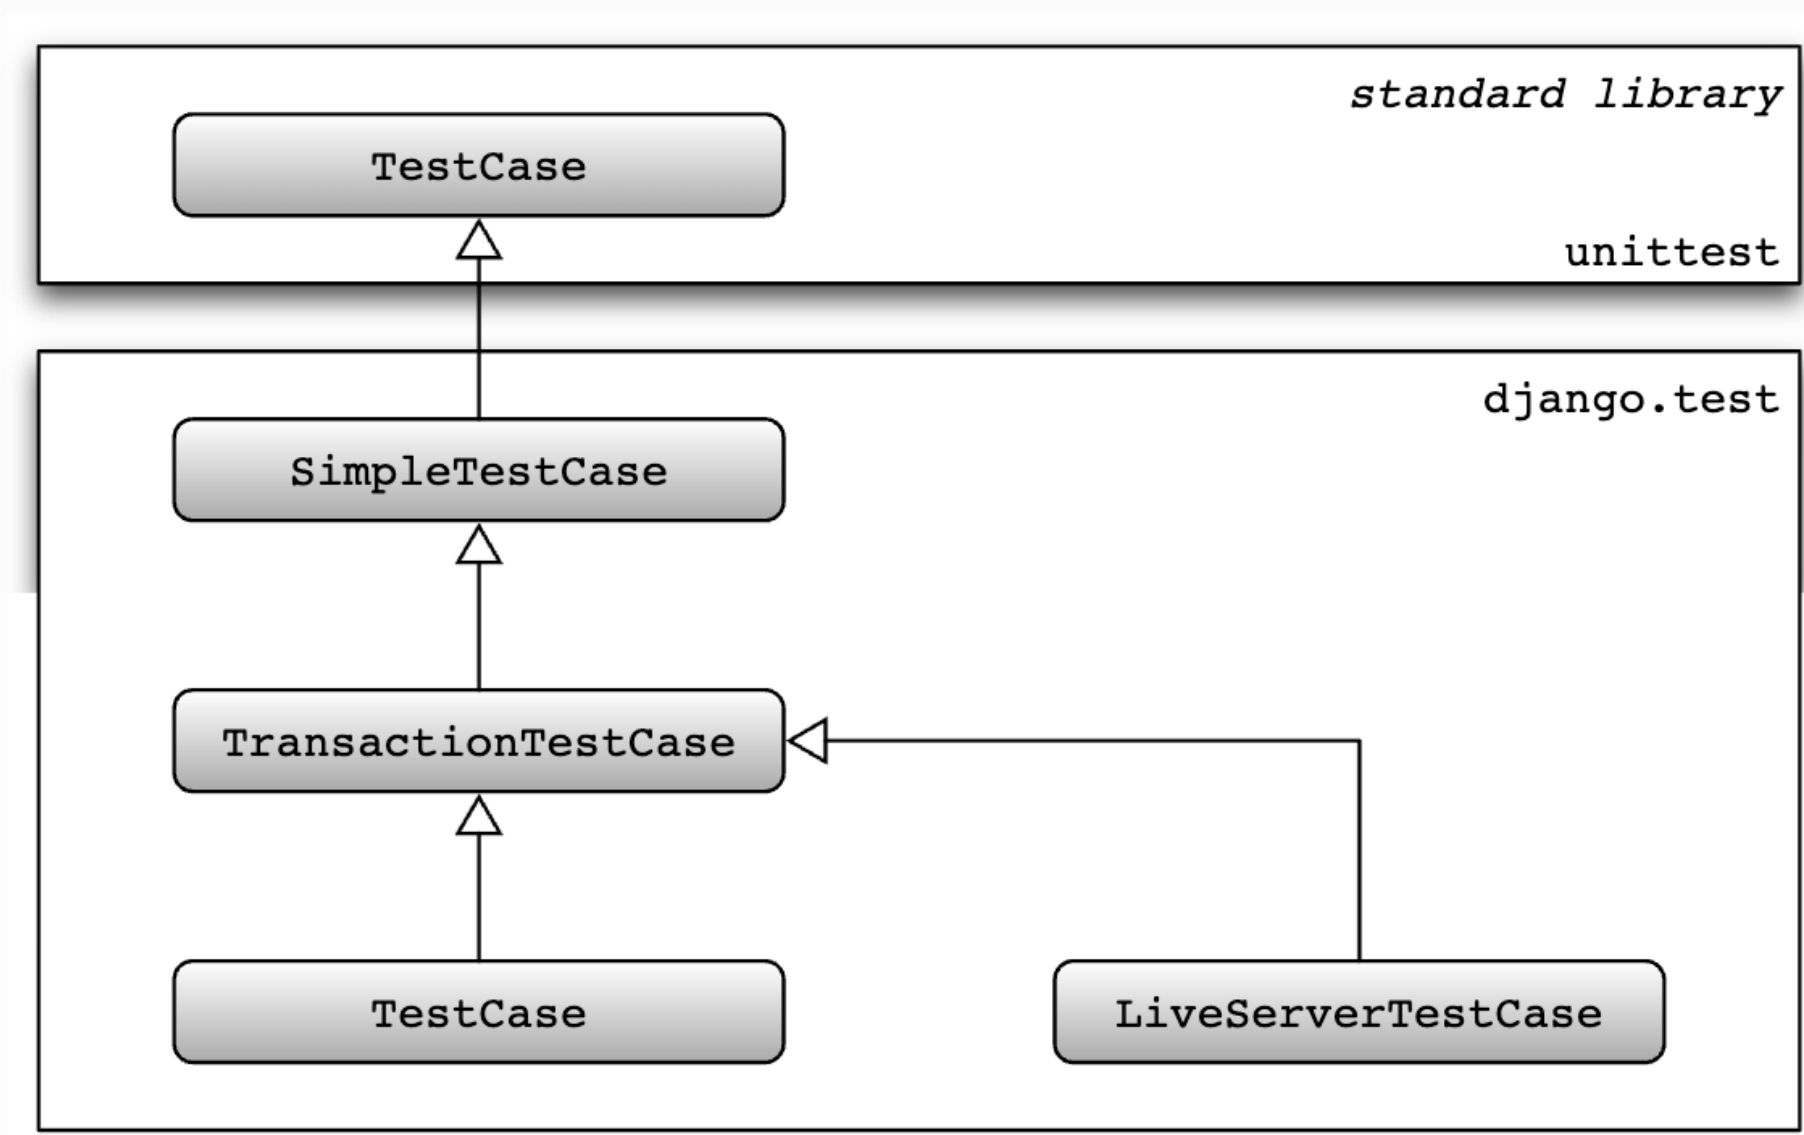 standard library
TestCase
unittest
django.test
SimpleTestCase
TransactionTestCase
TestCase
LiveServerTestCase